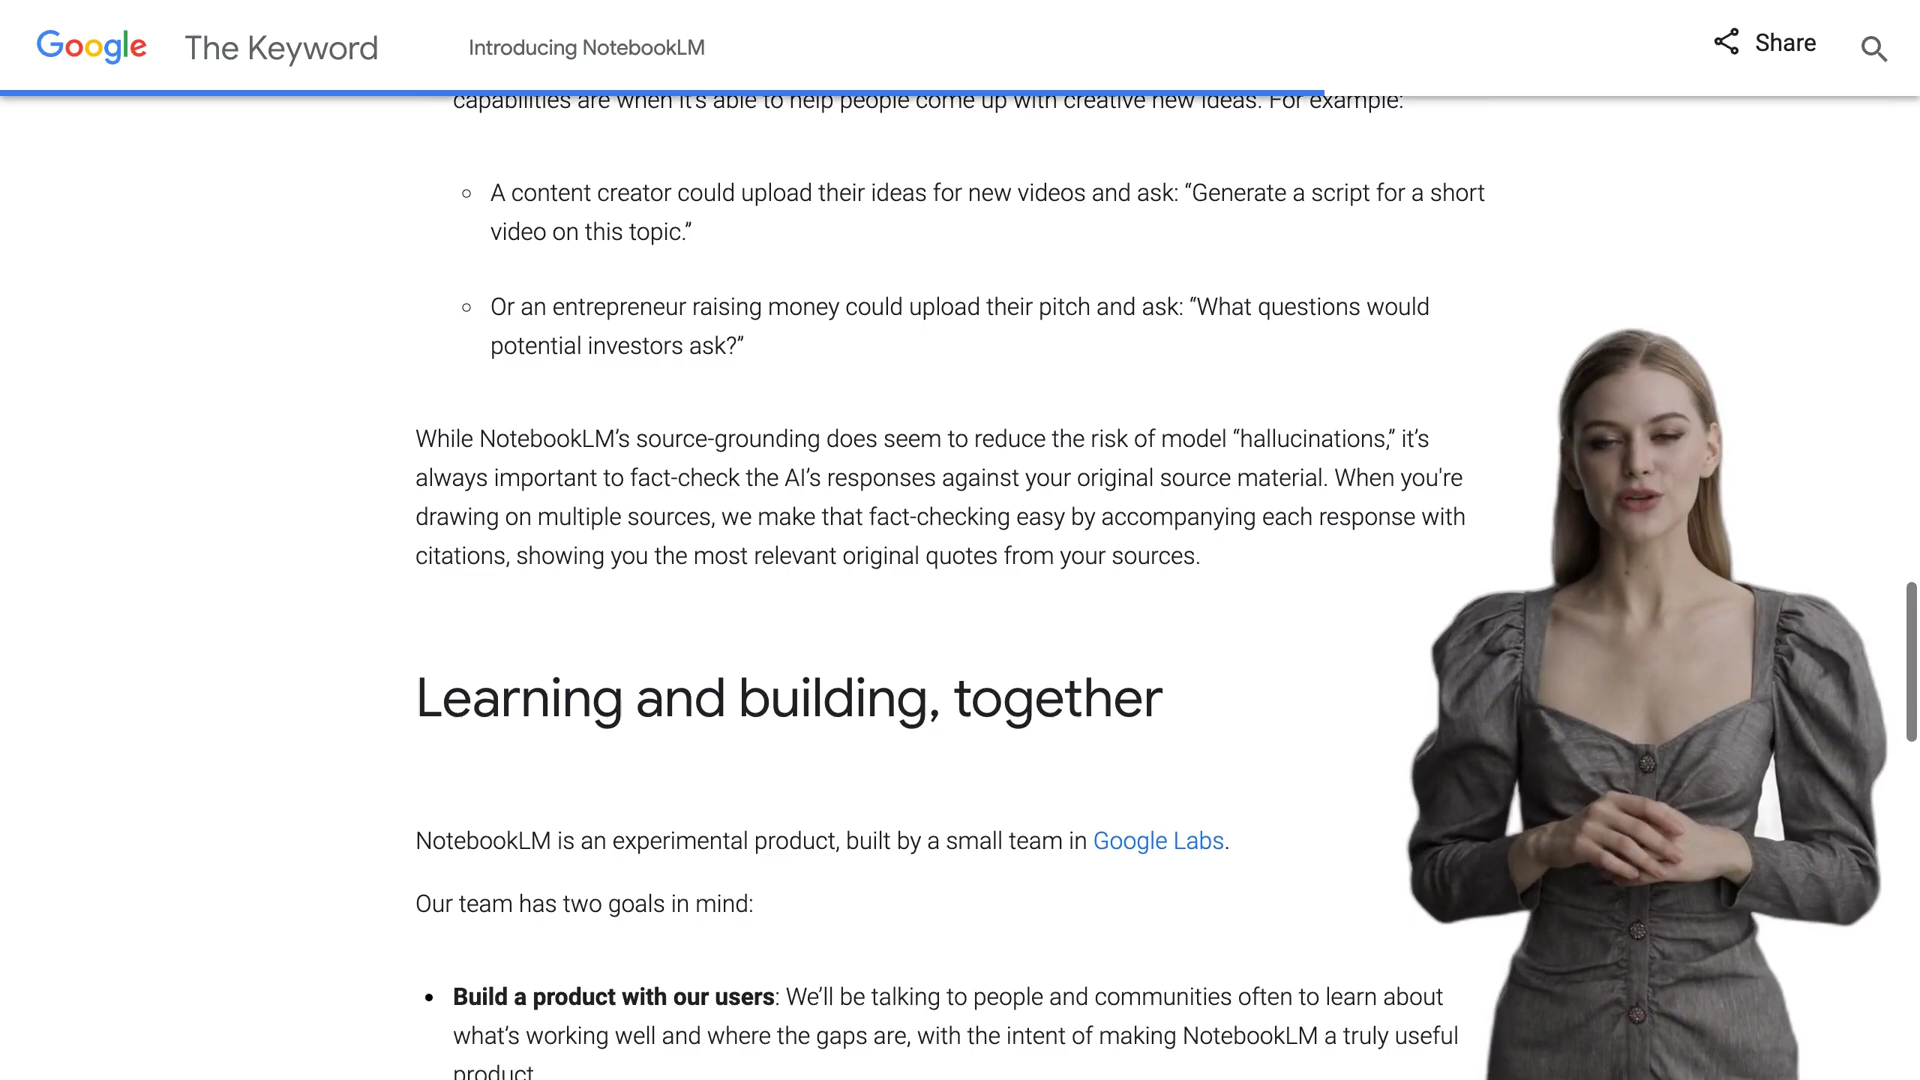 Google The Keyword Introducing NotebookLM Share
capabilities are when it's able to help people come up with creative new ideas. For example:
A content creator could upload their ideas for new videos and ask: “Generate a script for a short
video on this topic.”
Or an entrepreneur raising money could upload their pitch and ask: “What questions would
potential investors ask?”
While NotebookLM’s source-grounding does seem to reduce the risk of model “hallucinations,” it’s
always important to fact-check the AI’s responses against your original source material. When you're
drawing on multiple sources, we make that fact-checking easy by accompanying each response with
citations, showing you the most relevant original quotes from your sources.
Learning and building, together
NotebookLM is an experimental product, built by a small team in Google Labs.
Our team has two goals in mind:
Build a product with our users: We’ll be talking to people and communities often to learn about
what’s working well and where the gaps are, with the intent of making NotebookLM a truly useful
product.